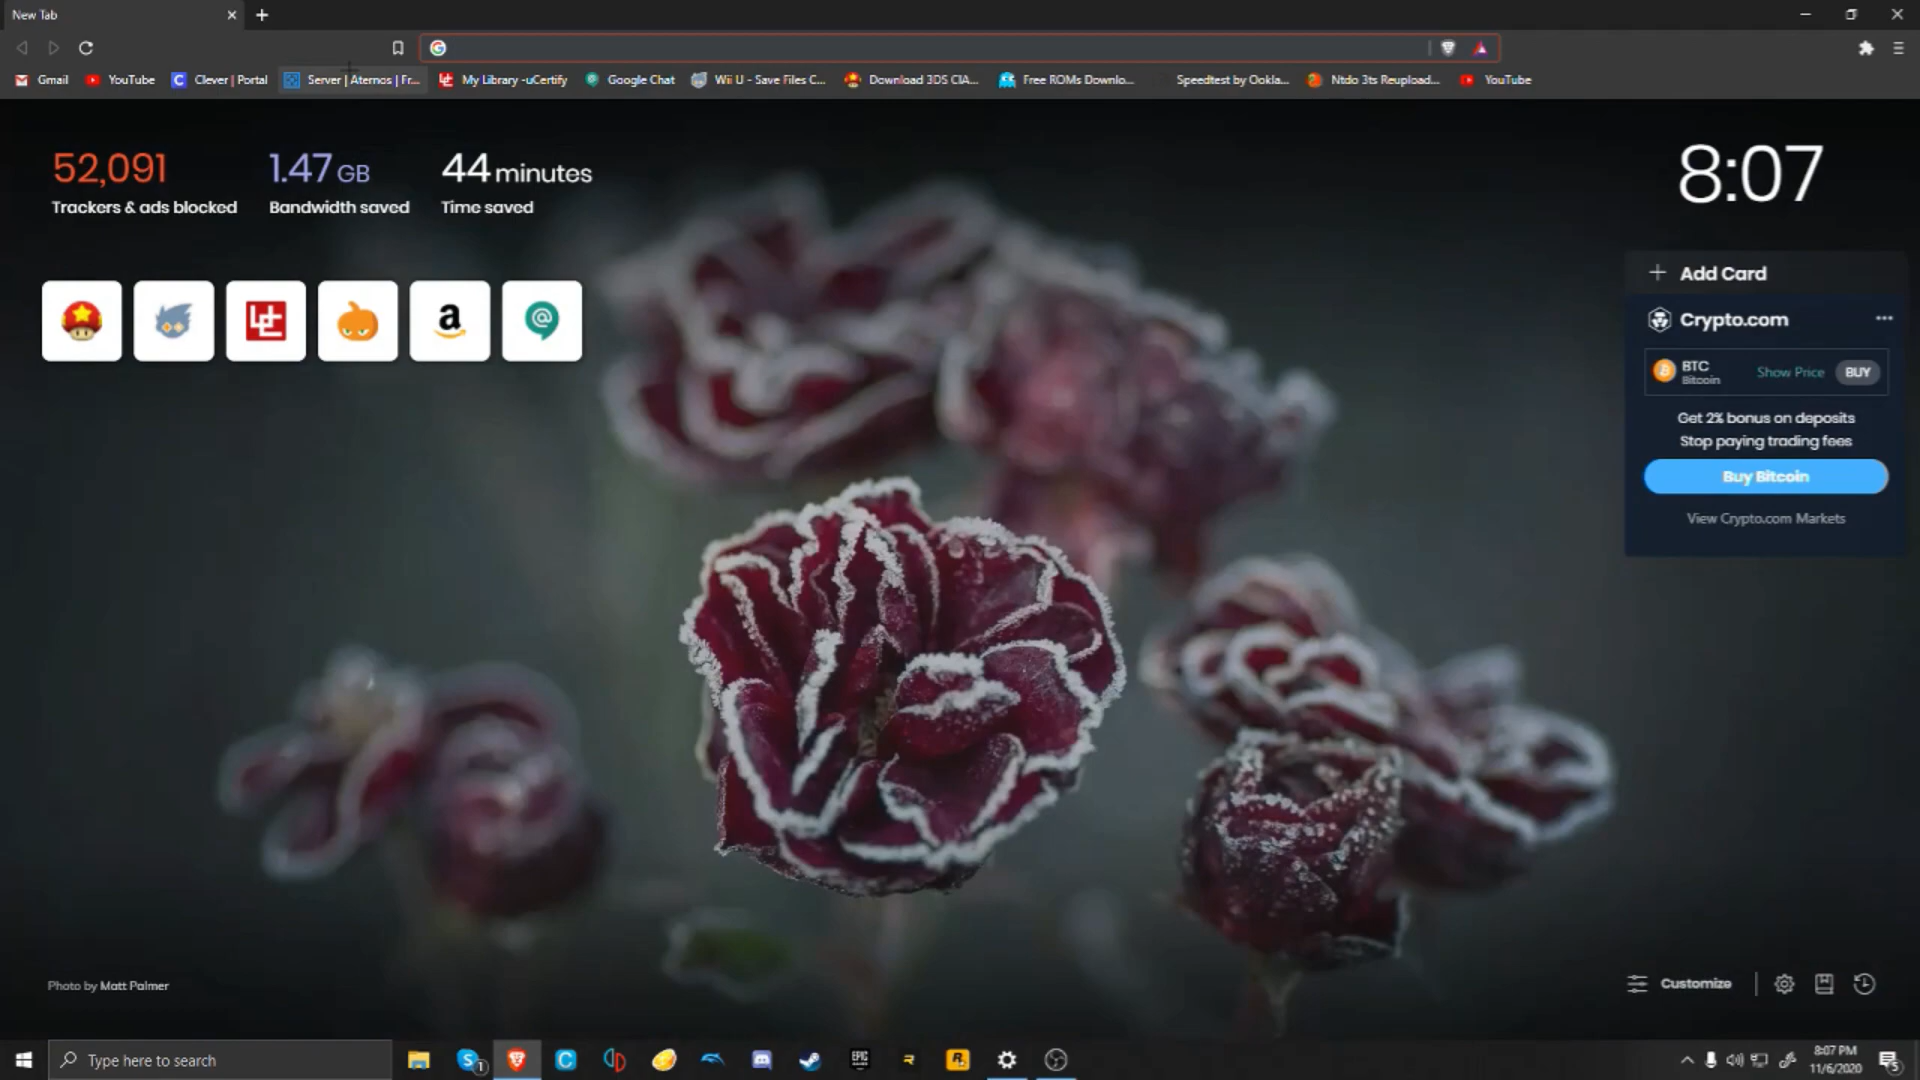 New Tab
Gmail YouTube Clever | Portal Server | Aternos | Fr... My Library -uCertify Google Chat Wii U - Save Files C... Download 3DS CIA... Free ROMs Downlo... Speedtest by Ookla... Ntdo 3ts Reupload... YouTube
52,091 1.47 GB 44 minutes
Trackers & ads blocked Bandwidth saved Time saved
8:07
Add Card
Crypto.com
BTC
Bitcoin
Show Price BUY
Get 2% bonus on deposits
Stop paying trading fees
Buy Bitcoin
View Crypto.com Markets
Photo by Matt Palmer
Customize
Type here to search
EPIC
GAMES
8:07 PM
11/6/2020